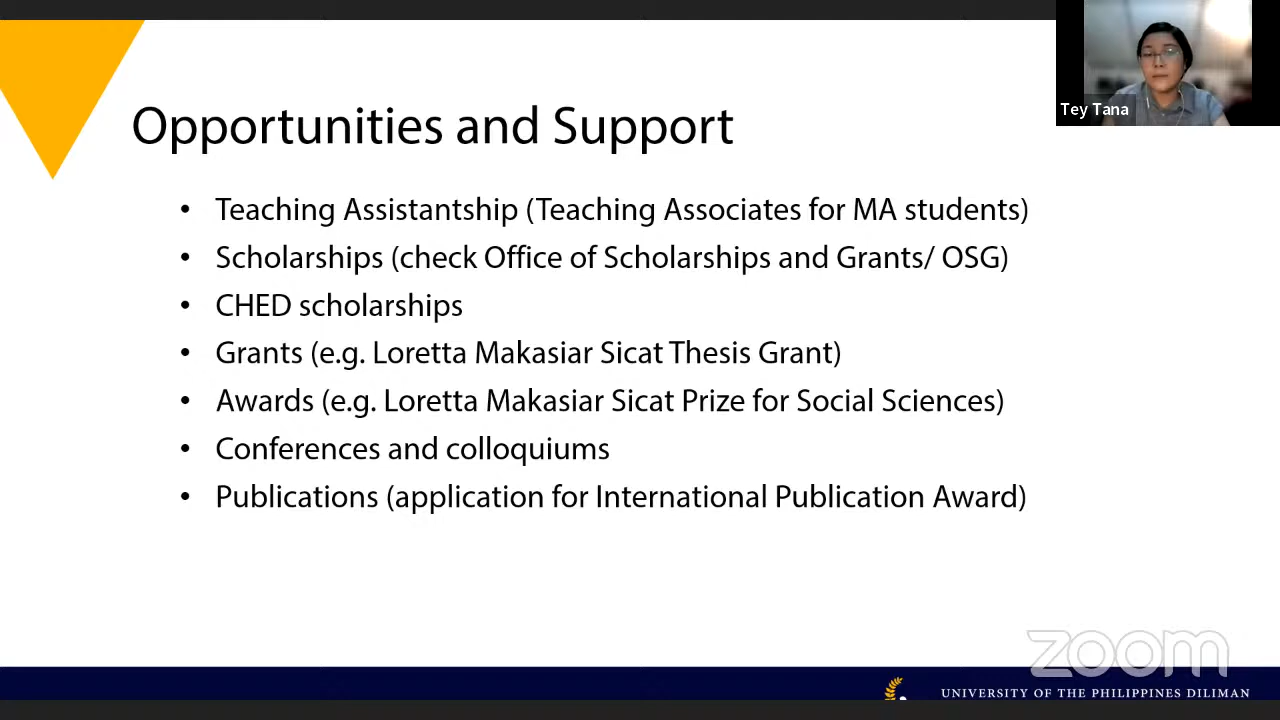 Tey Tana
Opportunities and Support
• Teaching Assistantship (Teaching Associates for MA students)
• Scholarships (check Office of Scholarships and Grants/ OSG)
• CHED scholarships
• Grants (e.g. Loretta Makasiar Sicat Thesis Grant)
• Awards (e.g. Loretta Makasiar Sicat Prize for Social Sciences)
• Conferences and colloquiums
• Publications (application for International Publication Award)
zoom
UNIVERSITY OF THE PHILIPPINES DILIMAN